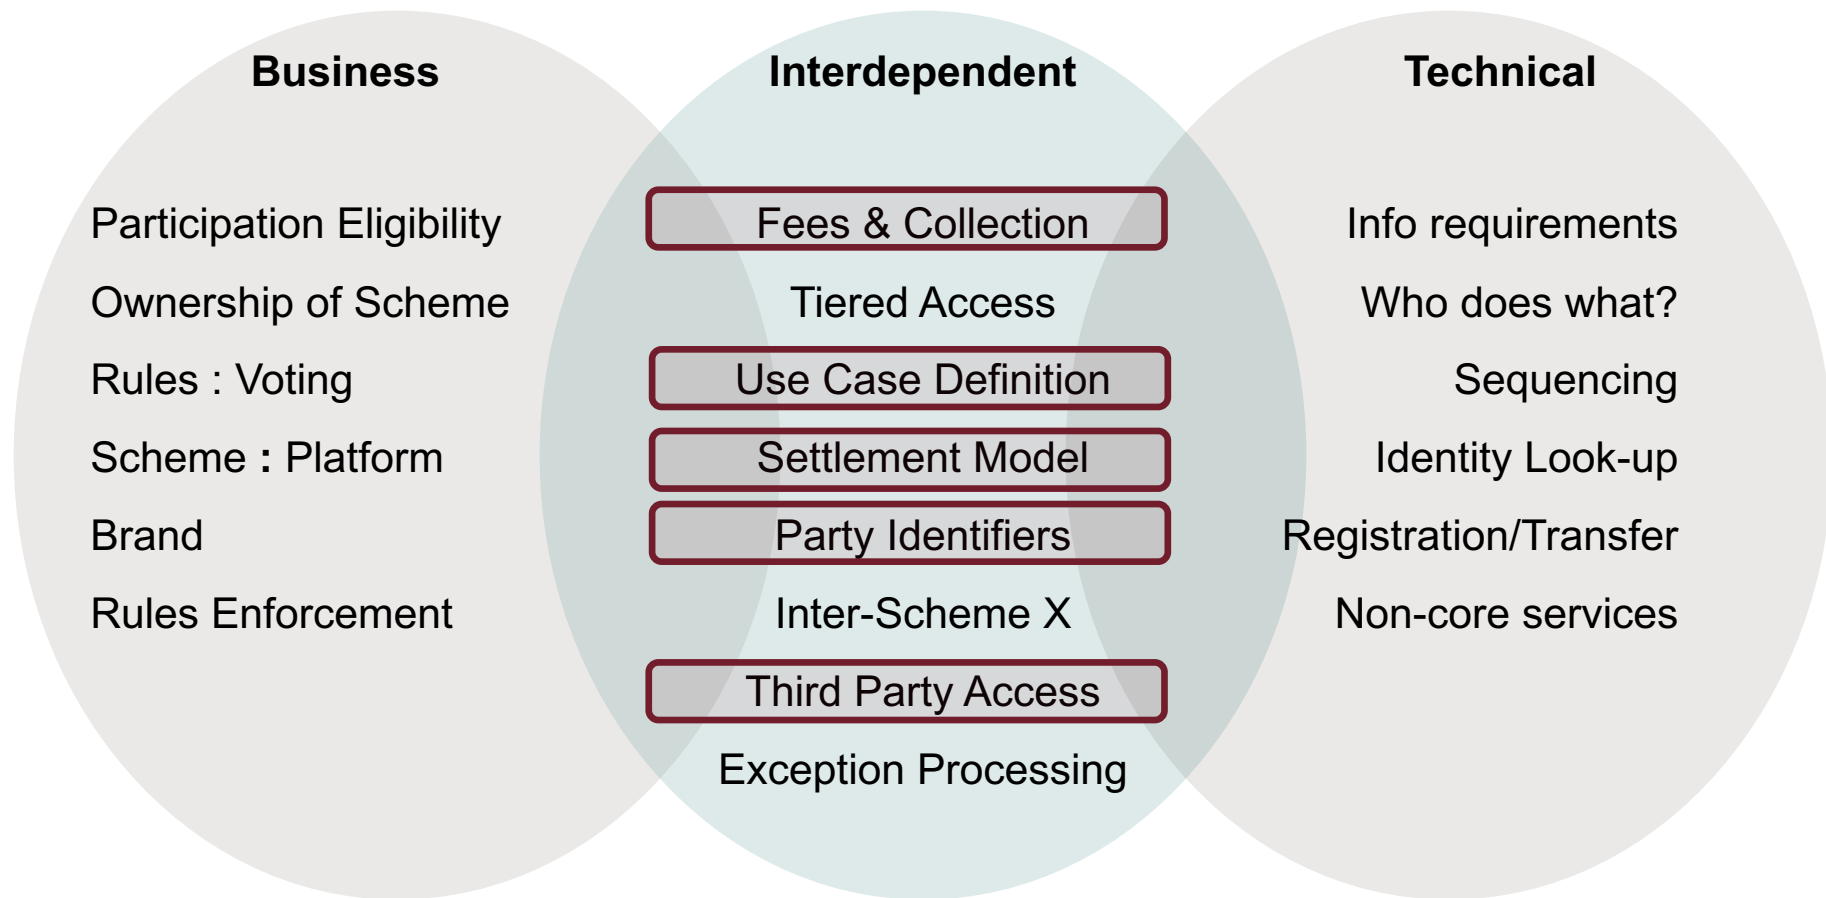 Business
Participation Eligibility
Ownership of Scheme
Rules : Voting
Scheme : Platform
Brand
Rules Enforcement
Interdependent
Fees & Collection
Tiered Access
Use Case Definition
Settlement Model
Party Identifiers
Inter-Scheme X
Third Party Access
Exception Processing
Technical
Info requirements
Who does what?
Sequencing
Identity Look-up
Registration/Transfer
Non-core services